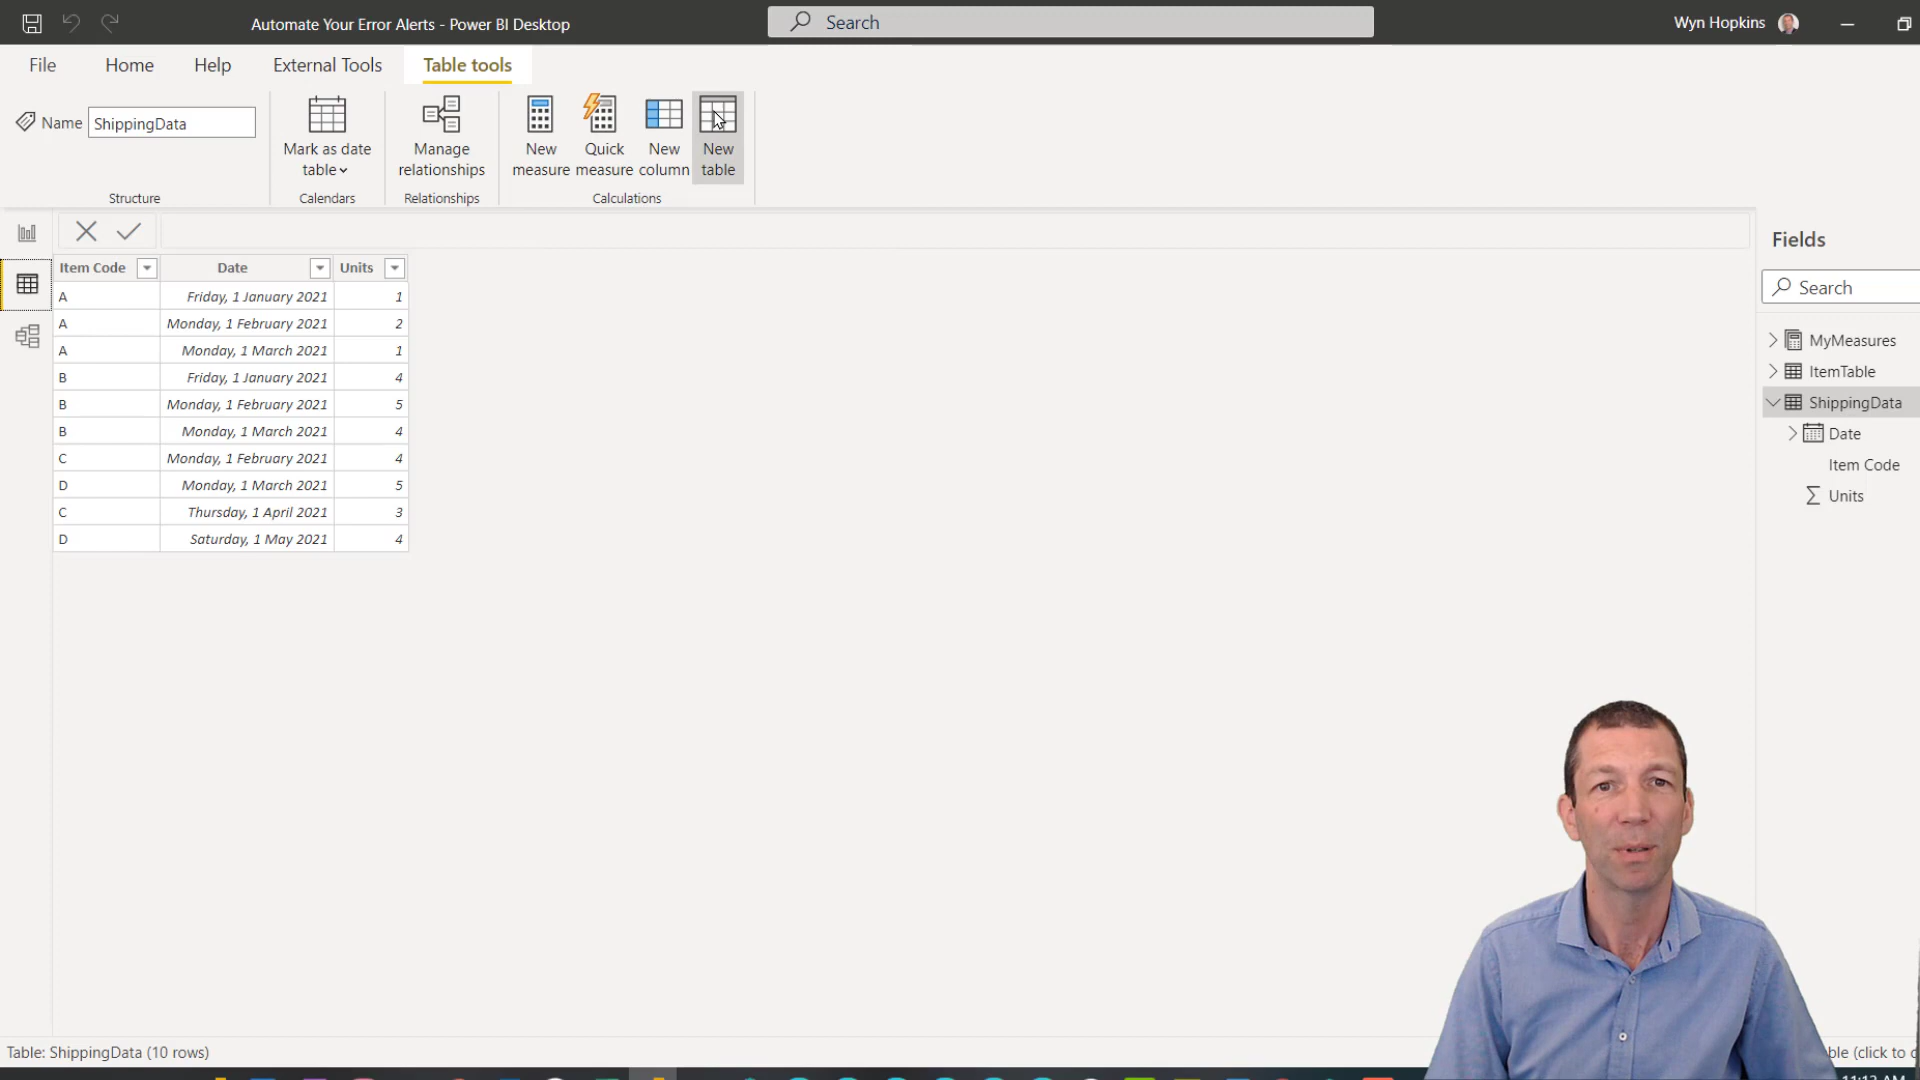 Automate Your Error Alerts - Power BI Desktop
Search
Wyn Hopkins
File
Home
Help
External Tools
Table tools
Name
ShippingData
Mark as date
table
Manage
relationships
New
measure
Quick
measure
New
column
New
table
Structure
Calendars
Relationships
Calculations
Item Code Date Units
A Friday, 1 January 2021 1
A Monday, 1 February 2021 2
A Monday, 1 March 2021 1
B Friday, 1 January 2021 4
B Monday, 1 February 2021 5
B Monday, 1 March 2021 4
C Monday, 1 February 2021 4
D Monday, 1 March 2021 5
C Thursday, 1 April 2021 3
D Saturday, 1 May 2021 4
Fields
Search
MyMeasures
ItemTable
ShippingData
Date
Item Code
Units
Table: ShippingData (10 rows)
ble (click to